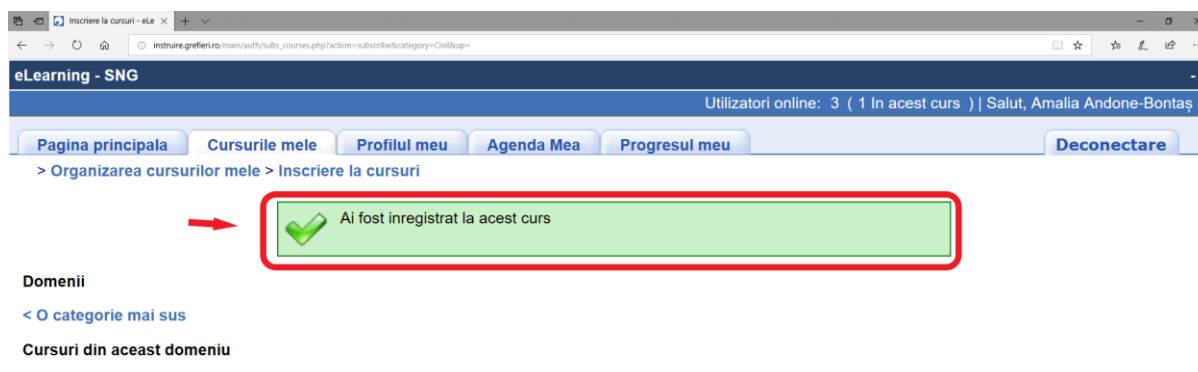 Inscriere la cursuri - eLe
instruire.grefieri.ro/main/auth/subs_courses.php?action=subscribe&category=Civil&up=
eLearning - SNG
Utilizatori online: 3 ( 1 In acest curs ) | Salut, Amalia Andone-Bontaș
Pagina principala Cursurile mele Profilul meu Agenda Mea Progresul meu Deconectare
> Organizarea cursurilor mele > Inscriere la cursuri
Ai fost inregistrat la acest curs
Domenii
< O categorie mai sus
Cursuri din aceast domeniu